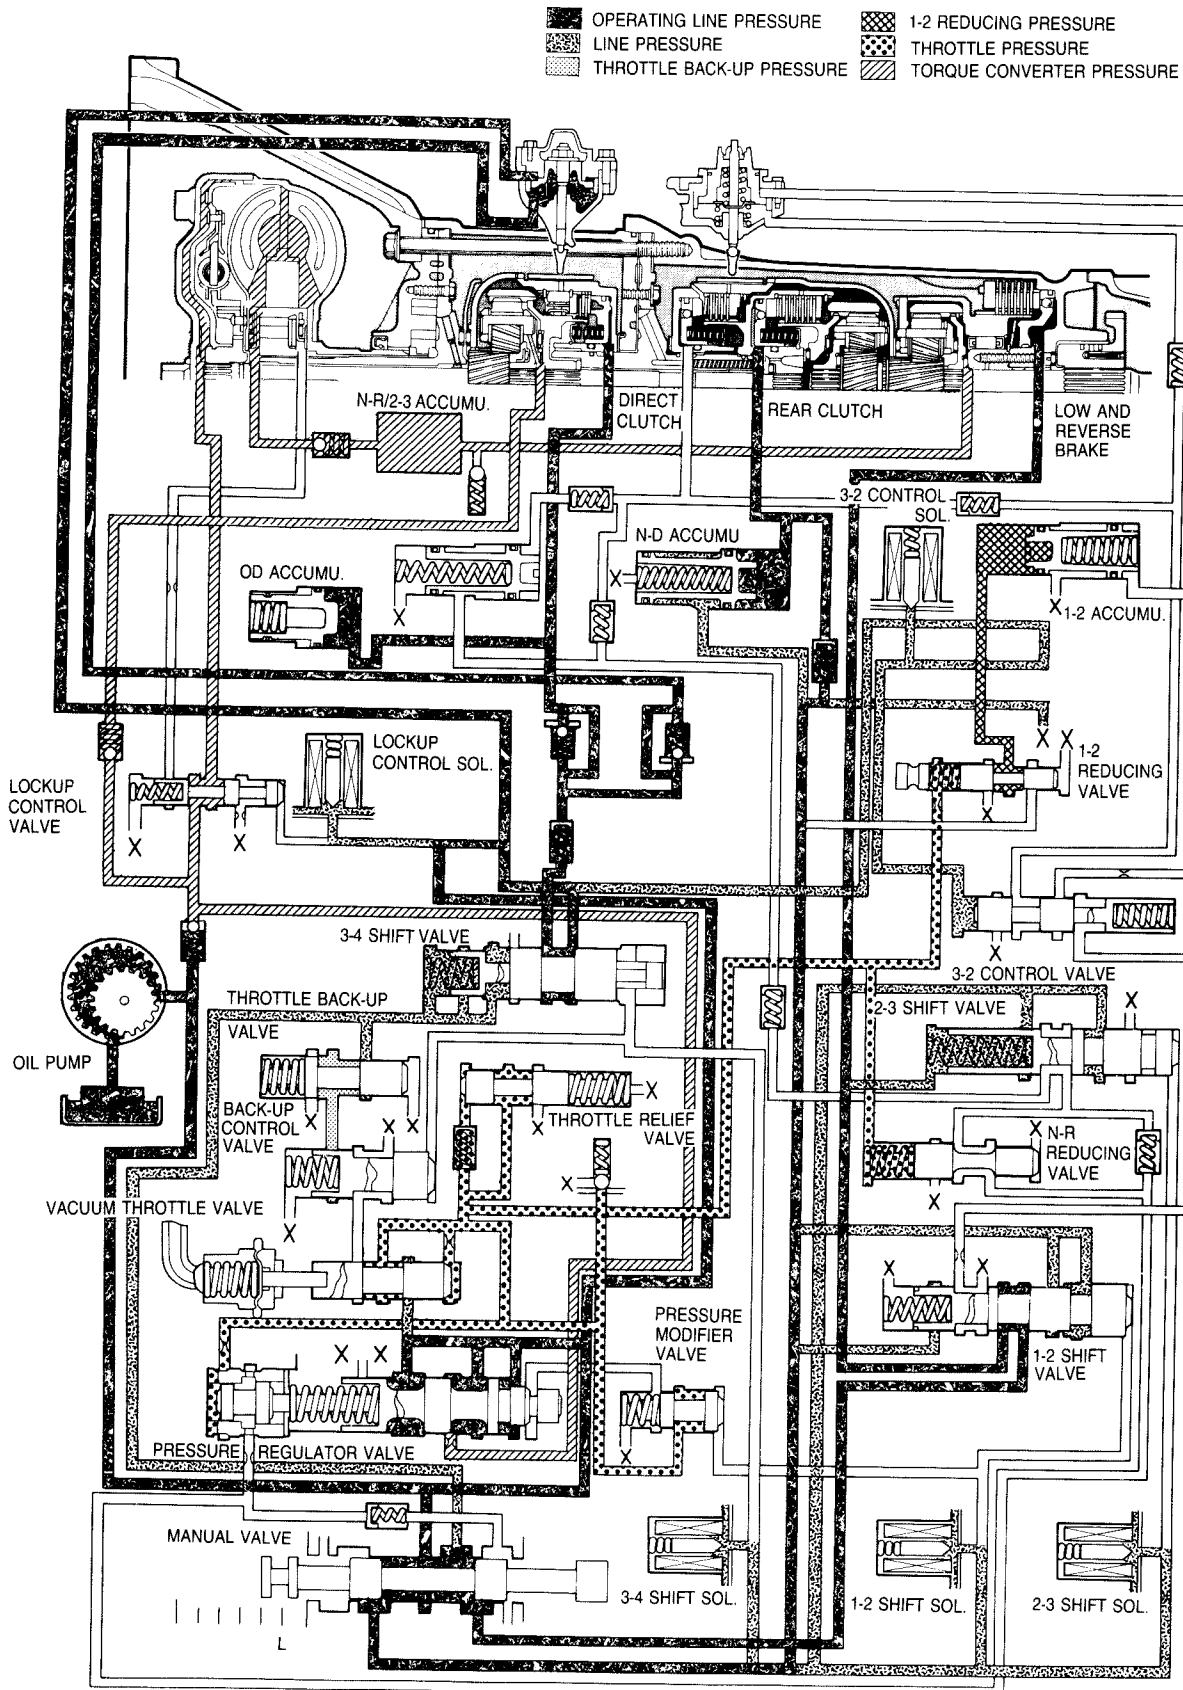 OPERATING LINE PRESSURE
LINE PRESSURE
THROTTLE BACK-UP PRESSURE
1-2 REDUCING PRESSURE
THROTTLE PRESSURE
TORQUE CONVERTER PRESSURE
N-R/2-3 ACCUMU.
DIRECT
CLUTCH
REAR CLUTCH
LOW AND
REVERSE
BRAKE
3-2 CONTROL
SOL.
N-D ACCUMU
OD ACCUMU.
X
X
X
1-2 ACCUMU.
LOCKUP
CONTROL SOL.
X
X
1-2
REDUCING
VALVE
LOCKUP
CONTROL
VALVE
X
X
X
3-4 SHIFT VALVE
X
3-2 CONTROL VALVE
THROTTLE BACK-UP
VALVE
2-3 SHIFT VALVE
X
OIL PUMP
X
X
X
X
BACK-UP
CONTROL
VALVE
X
THROTTLE RELIEF
VALVE
X
N-R
REDUCING
VALVE
X
X
X
VACUUM THROTTLE VALVE
X
X
PRESSURE
MODIFIER
VALVE
X
X
1-2 SHIFT
VALVE
PRESSURE REGULATOR VALVE
X
MANUAL VALVE
3-4 SHIFT SOL.
1-2 SHIFT SOL.
2-3 SHIFT SOL.
L